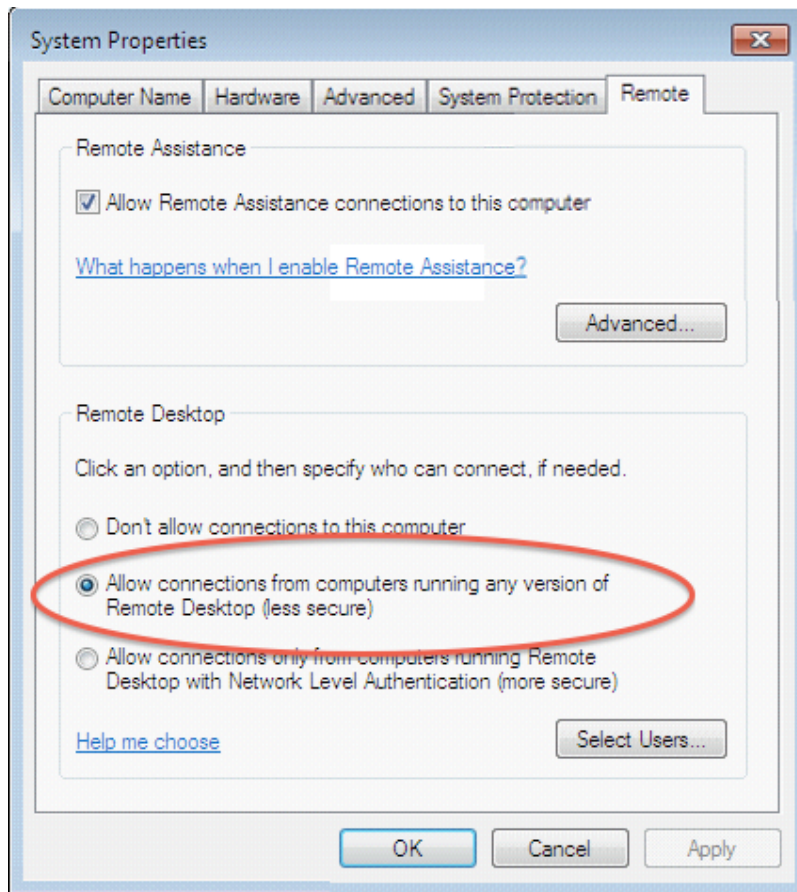 System Properties
Computer Name Hardware Advanced System Protection Remote
Remote Assistance
Allow Remote Assistance connections to this computer
What happens when I enable Remote Assistance?
Advanced...
Remote Desktop
Click an option, and then specify who can connect, if needed.
Don't allow connections to this computer
Allow connections from computers running any version of
Remote Desktop (less secure)
Allow connections only from computers running Remote
Desktop with Network Level Authentication (more secure)
Help me choose
Select Users...
OK Cancel Apply